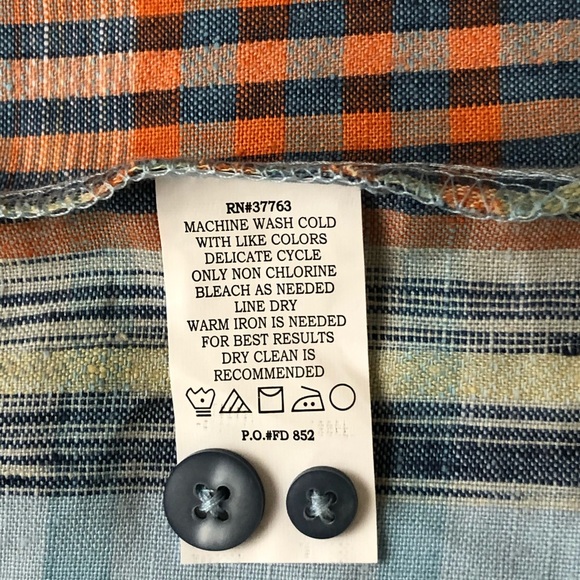 RN#37763
MACHINE WASH COLD
WITH LIKE COLORS
DELICATE CYCLE
ONLY NON CHLORINE
BLEACH AS NEEDED
LINE DRY
WARM IRON IS NEEDED
FOR BEST RESULTS
DRY CLEAN IS
RECOMMENDED
P.O.#FD 852